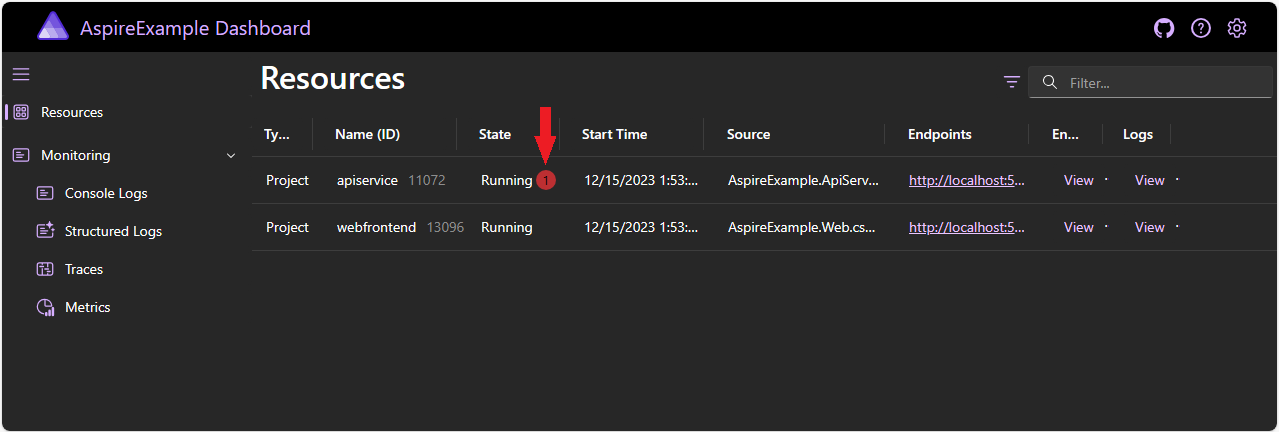 AspireExample Dashboard
Resources
Filter...
Resources
Monitoring
Console Logs
Structured Logs
Traces
Metrics
Ty... Name (ID) State Start Time Source Endpoints En... Logs
Project apiservice 11072 Running 1 12/15/2023 1:53:... AspireExample.ApiServ... http://localhost:5... View View
Project webfrontend 13096 Running 12/15/2023 1:53:... AspireExample.Web.cs... http://localhost:5... View View